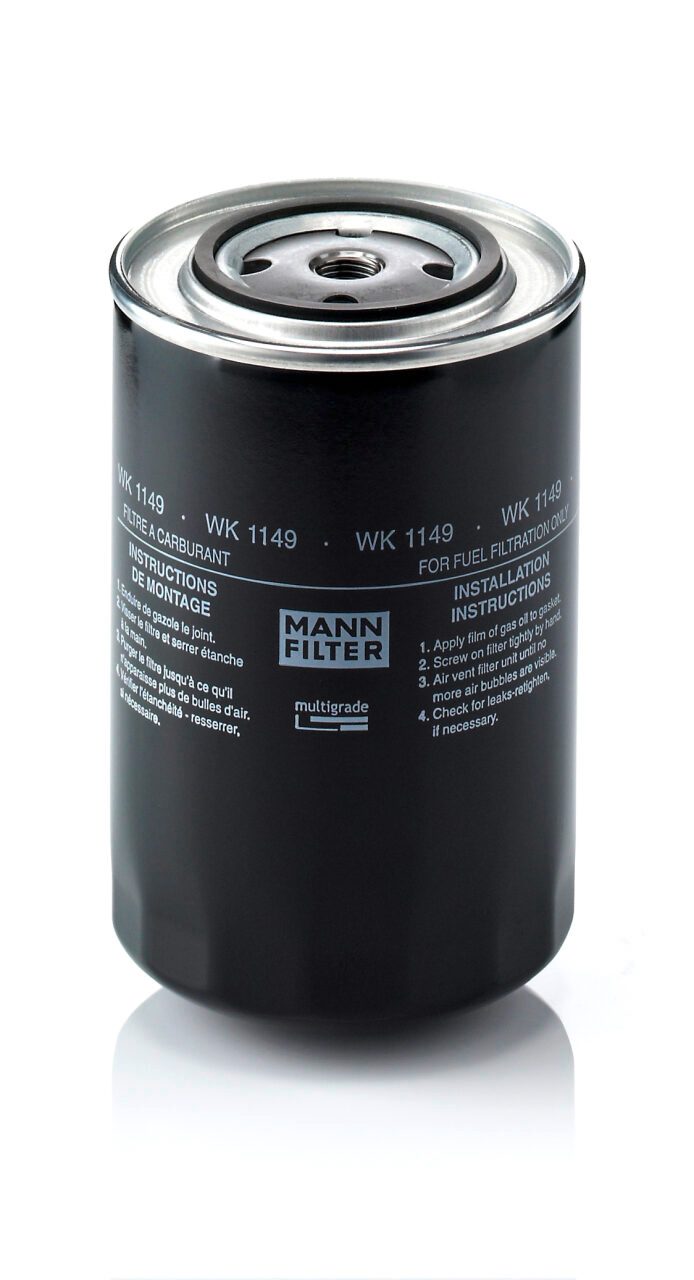 WK 1149 · WK 1149 · WK 1149 · WK 1149 ·
FILTRE A CARBURANT
INSTRUCTIONS
DE MONTAGE
1. Enduire de gazole le joint.
2. Visser le filtre et serrer étanche
à la main.
3. Purger le filtre jusqu'à ce qu'il
n'apparaisse plus de bulles d'air.
4. Vérifier l'étanchéité - resserrer,
si nécessaire.
MANN
FILTER
multigrade
FOR FUEL FILTRATION ONLY
INSTALLATION
INSTRUCTIONS
1. Apply film of gas oil to gasket.
2. Screw on filter tightly by hand.
3. Air vent filter unit until no
more air bubbles are visible.
4. Check for leaks-retighten,
if necessary.